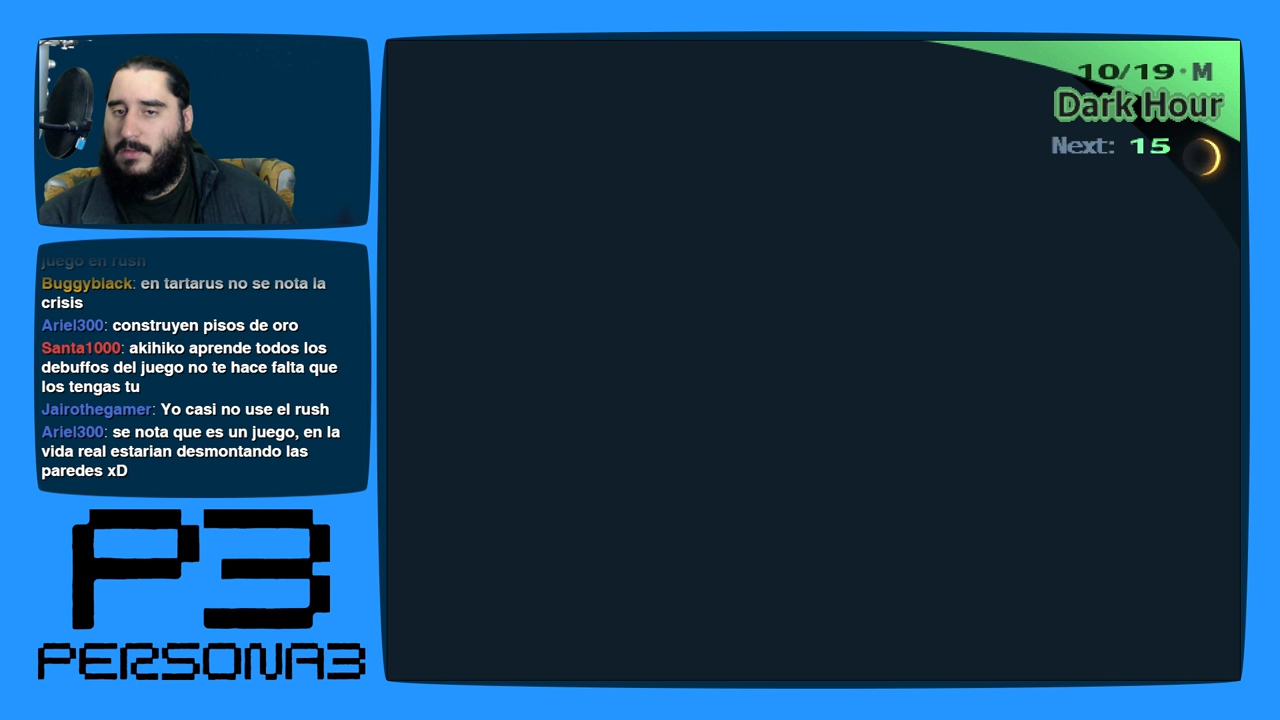 10/19·M
Dark Hour
Next: 15
juego en rush
Buggyblack: en tartarus no se nota la
crisis
Ariel300: construyen pisos de oro
Santa1000: akihiko aprende todos los
debuffos del juego no te hace falta que
los tengas tu
Jairothegamer: Yo casi no use el rush
Ariel300: se nota que es un juego, en la
vida real estarian desmontando las
paredes xD
P3
PERSONA3